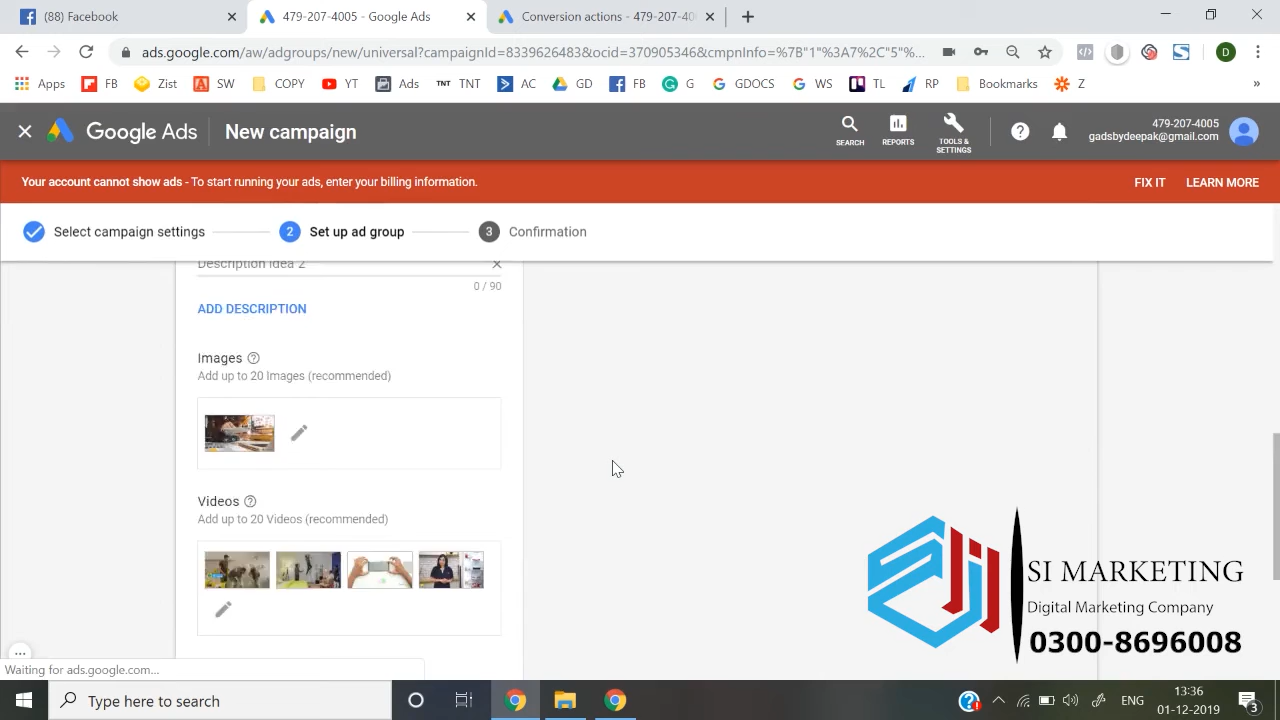 (88) Facebook
479-207-4005 - Google Ads
Conversion actions - 479-207-40
ads.google.com/aw/adgroups/new/universal?campaignId=8339626483&ocid=370905346&cmpnInfo=%7B"1"%3A7%2C"5"%...
D
Apps FB Zist SW COPY YT Ads TNT TNT AC GD FB G GDOCS WS TL RP Bookmarks Z »
Google Ads New campaign
SEARCH
REPORTS
TOOLS &
SETTINGS
479-207-4005
gadsbydeepak@gmail.com
Your account cannot show ads - To start running your ads, enter your billing information.
FIX IT LEARN MORE
Select campaign settings 2 Set up ad group 3 Confirmation
Description idea 2
0 / 90
ADD DESCRIPTION
Images
Add up to 20 Images (recommended)
Videos
Add up to 20 Videos (recommended)
SI MARKETING
Digital Marketing Company
0300-8696008
Waiting for ads.google.com...
Type here to search
ENG
13:36
01-12-2019
3